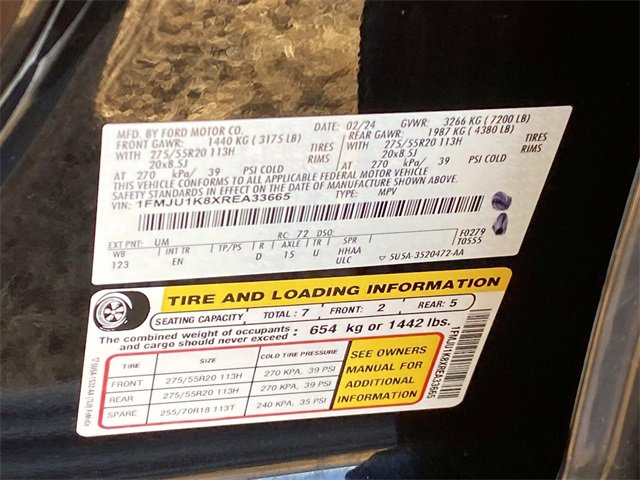 MFD. BY FORD MOTOR CO.
DATE: 02/24 GVWR: 3266 KG (7200 LB)
FRONT GAWR: 1440 KG (3175 LB) REAR GAWR: 1987 KG (4380 LB)
WITH 275/55R20 113H TIRES WITH 275/55R20 113H TIRES
20x8.5J RIMS 20x8.5J RIMS
AT 270 kPa/ 39 PSI COLD AT 270 kPa/ 39 PSI COLD
THIS VEHICLE CONFORMS TO ALL APPLICABLE FEDERAL MOTOR VEHICLE
SAFETY STANDARDS IN EFFECT ON THE DATE OF MANUFACTURE SHOWN ABOVE.
VIN: 1FMJU1K8XREA33665 TYPE: MPV
F0279
T0555
EXT PNT: UM RC: 72 DSO
WB INT TR TP/PS R AXLE TR SPR
123 EN D 15 U HHAA
ULC ▽ 5U5A-3520472-AA
TIRE AND LOADING INFORMATION
SEATING CAPACITY TOTAL: 7 FRONT: 2 REAR: 5
The combined weight of occupants and cargo should never exceed: 654 kg or 1442 lbs.
TIRE SIZE COLD TIRE PRESSURE
FRONT 275/55R20 113H 270 KPA, 39 PSI
REAR 275/55R20 113H 270 KPA, 39 PSI
SPARE 255/70R18 113T 240 KPA, 35 PSI
SEE OWNERS
MANUAL FOR
ADDITIONAL
INFORMATION
1FMJU1K8XREA33665